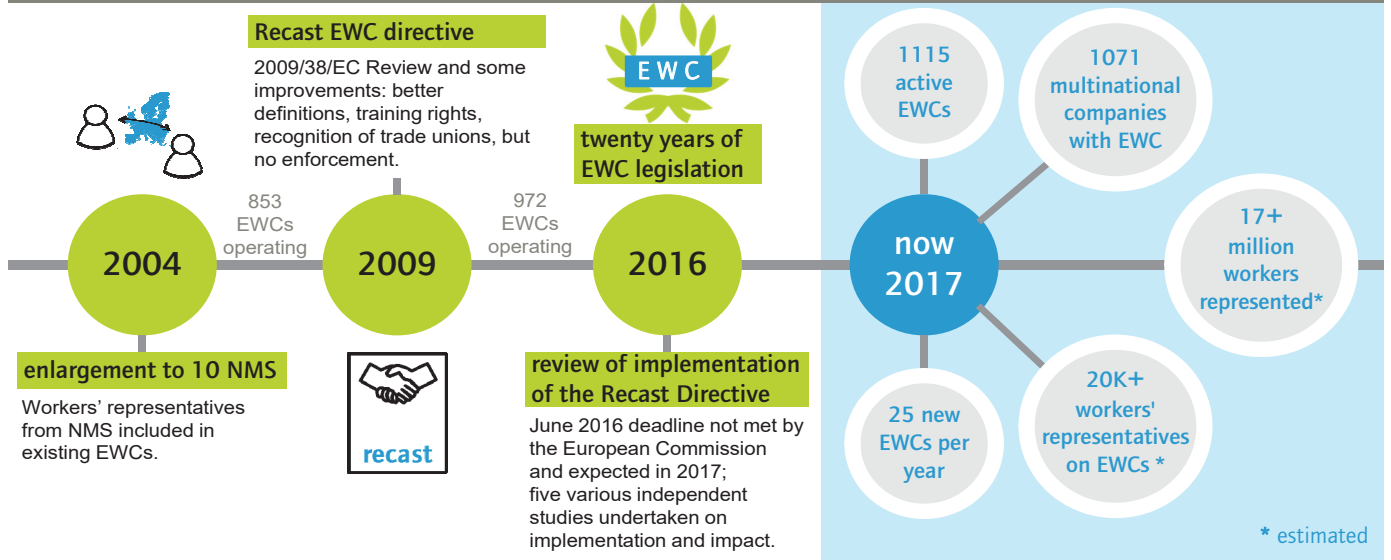 Recast EWC directive
2009/38/EC Review and some
improvements: better
definitions, training rights,
recognition of trade unions, but
no enforcement.
E W C
twenty years of
EWC legislation
2004
853
EWCs
operating
2009
972
EWCs
operating
2016
enlargement to 10 NMS
Workers’ representatives
from NMS included in
existing EWCs.
recast
review of implementation
of the Recast Directive
June 2016 deadline not met by
the European Commission
and expected in 2017;
five various independent
studies undertaken on
implementation and impact.
now
2017
1115
active
EWCs
1071
multinational
companies
with EWC
17+
million
workers
represented*
20K+
workers'
representatives
on EWCs *
25 new
EWCs per
year
* estimated